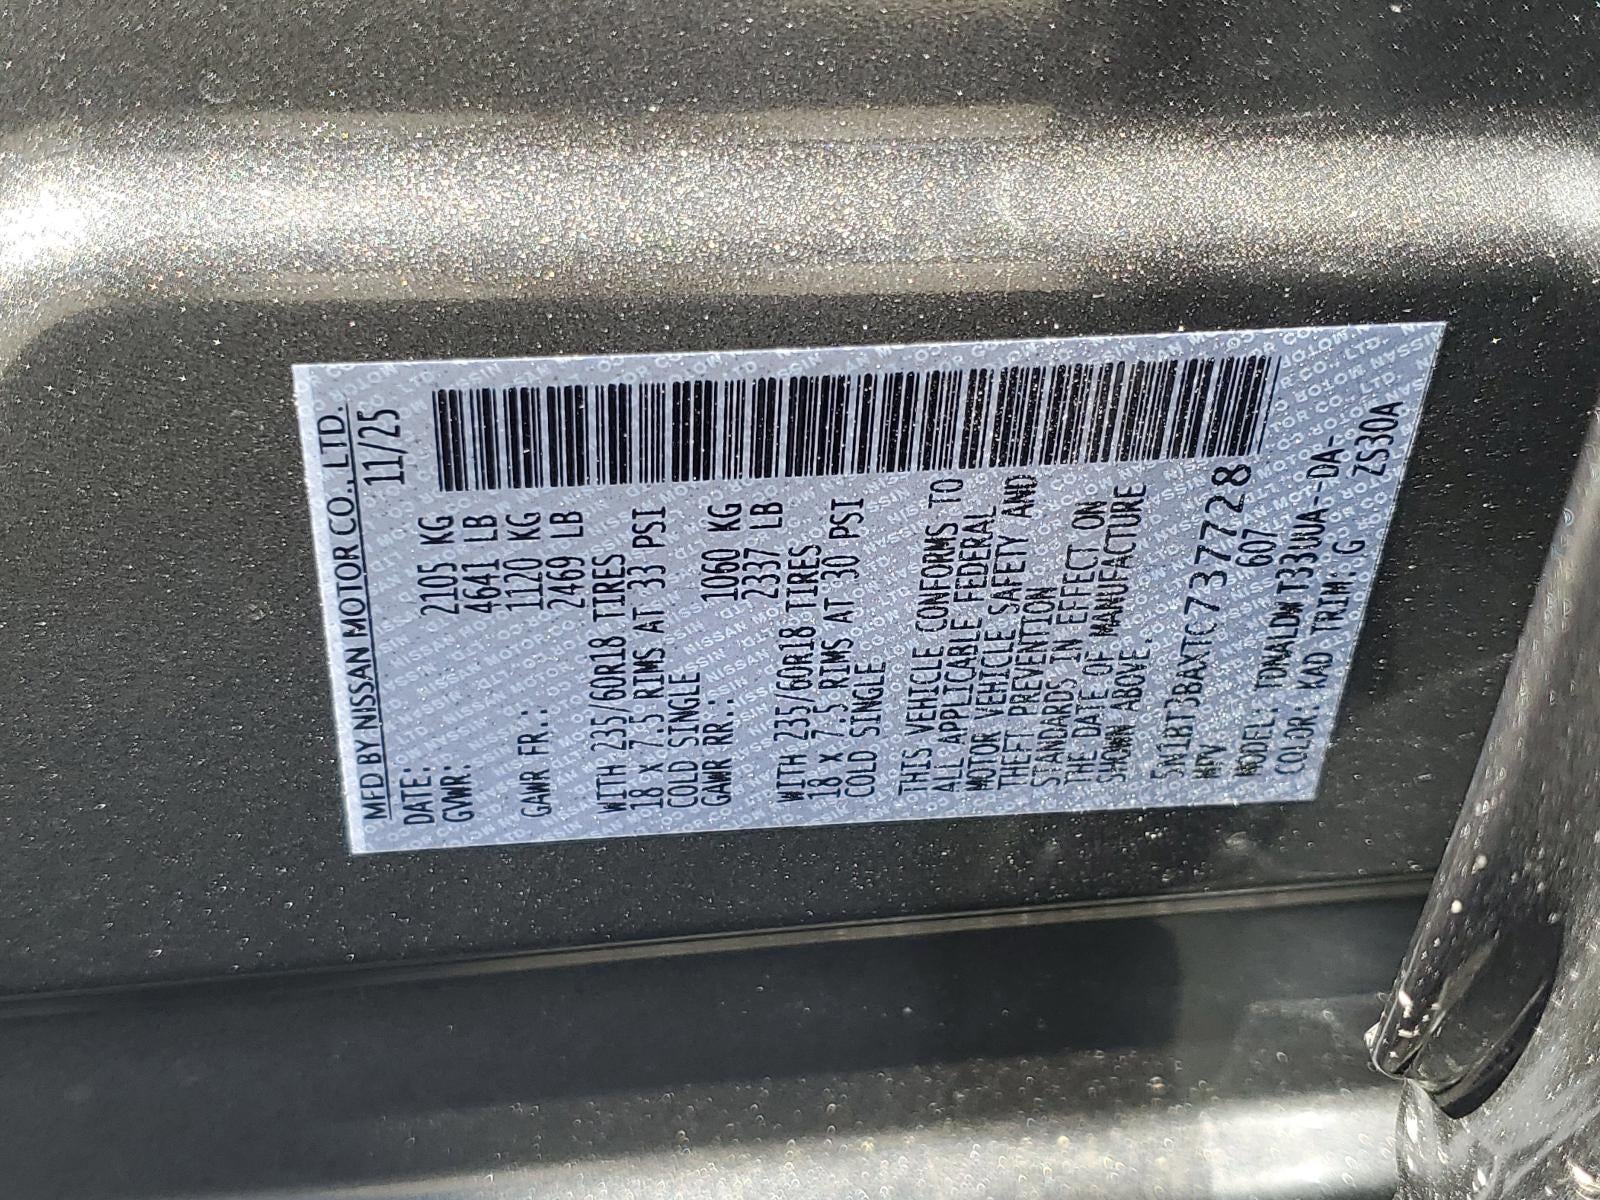 MFD BY NISSAN MOTOR CO., LTD.
DATE: 11/25
GVWR: 2105 KG
4641 LB
GAWR FR.: 1120 KG
2469 LB
WITH 235/60R18 TIRES
18 X 7.5 RIMS AT 33 PSI
COLD SINGLE
GAWR RR.: 1060 KG
2337 LB
WITH 235/60R18 TIRES
18 X 7.5 RIMS AT 30 PSI
COLD SINGLE
THIS VEHICLE CONFORMS TO
ALL APPLICABLE FEDERAL
MOTOR VEHICLE SAFETY AND
THEFT PREVENTION
STANDARDS IN EFFECT ON
THE DATE OF MANUFACTURE
SHOWN ABOVE.
5N1BT3BAXTC737728
MPV 607
MODEL: TDNALDWT33UUA--DA-
COLOR: KAD TRIM, G ZS30A